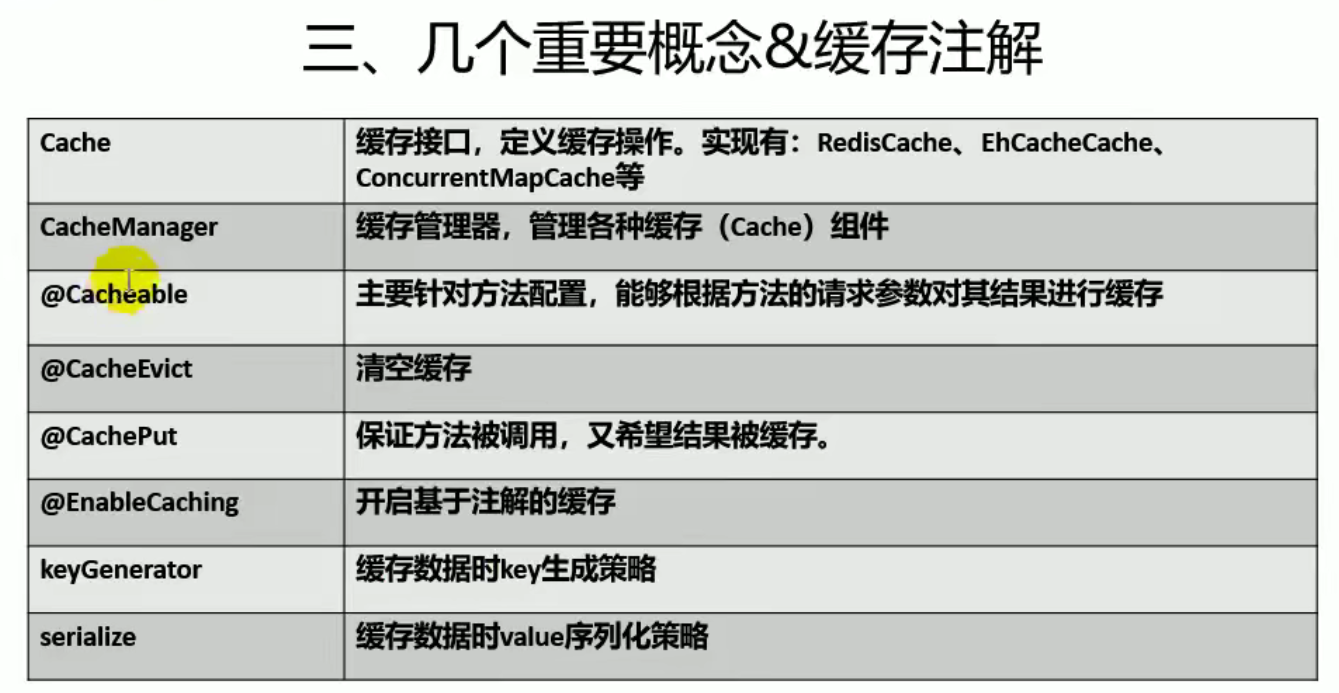 三、几个重要概念&缓存注解
Cache
缓存接口，定义缓存操作。实现有：RedisCache、EhCacheCache、
ConcurrentMapCache等
CacheManager
缓存管理器，管理各种缓存（Cache）组件
@Cacheable
主要针对方法配置，能够根据方法的请求参数对其结果进行缓存
@CacheEvict
清空缓存
@CachePut
保证方法被调用，又希望结果被缓存。
@EnableCaching
开启基于注解的缓存
keyGenerator
缓存数据时key生成策略
serialize
缓存数据时value序列化策略